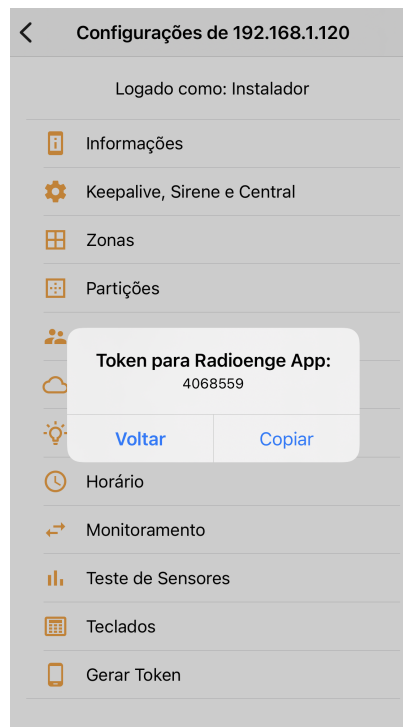 Configurações de 192.168.1.120
Logado como: Instalador
Informações
Keepalive, Sirene e Central
Zonas
Partições
Token para Radioenge App:
4068559
Voltar
Copiar
Horário
Monitoramento
Teste de Sensores
Teclados
Gerar Token